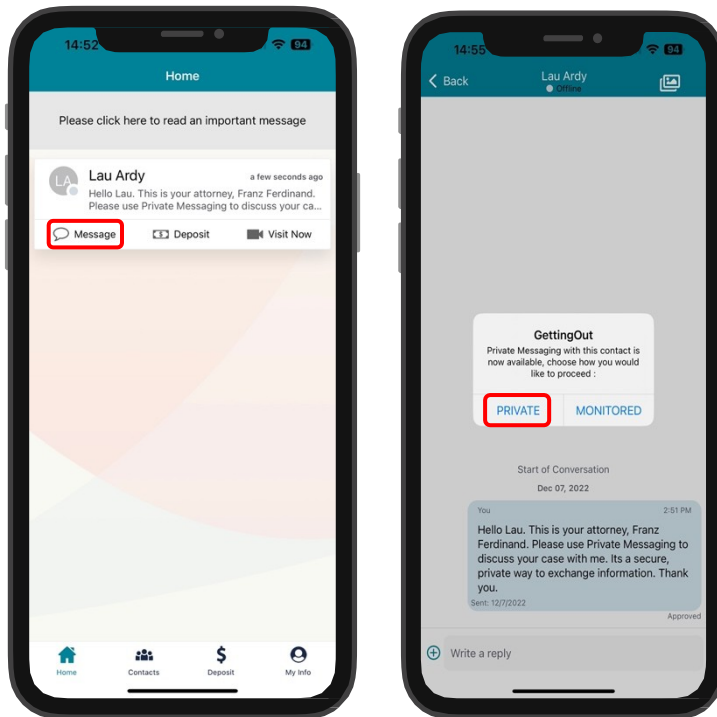 14:52
94
Home
Please click here to read an important message
LA
Lau Ardy
a few seconds ago
Hello Lau. This is your attorney, Franz Ferdinand.
Please use Private Messaging to discuss your ca...
Message
Deposit
Visit Now
Home
Contacts
$
Deposit
My Info
14:55
94
Back
Lau Ardy
Offline
GettingOut
Private Messaging with this contact is
now available, choose how you would
like to proceed :
PRIVATE
MONITORED
Start of Conversation
Dec 07, 2022
You
2:51 PM
Hello Lau. This is your attorney, Franz
Ferdinand. Please use Private Messaging to
discuss your case with me. Its a secure,
private way to exchange information. Thank
you.
Sent: 12/7/2022
Approved
Write a reply